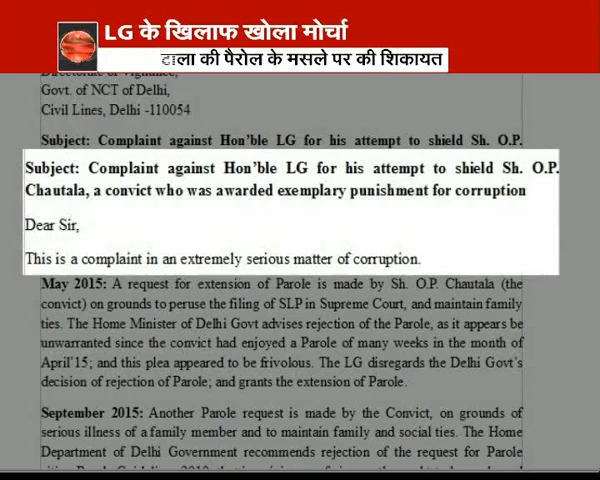 LG के खिलाफ खोला मोर्चा
टाला की पैरोल के मसले पर की शिकायत
Directorate of Vigilance,
Govt. of NCT of Delhi,
Civil Lines, Delhi -110054
Subject: Complaint against Hon'ble LG for his attempt to shield Sh. O.P.
Subject: Complaint against Hon'ble LG for his attempt to shield Sh. O.P.
Chautala, a convict who was awarded exemplary punishment for corruption
Dear Sir,
This is a complaint in an extremely serious matter of corruption.
May 2015: A request for extension of Parole is made by Sh. O.P. Chautala (the
convict) on grounds to peruse the filing of SLP in Supreme Court, and maintain family
ties. The Home Minister of Delhi Govt advises rejection of the Parole, as it appears be
unwarranted since the convict had enjoyed a Parole of many weeks in the month of
April'15; and this plea appeared to be frivolous. The LG disregards the Delhi Govt's
decision of rejection of Parole; and grants the extension of Parole.
September 2015: Another Parole request is made by the Convict, on grounds of
serious illness of a family member and to maintain family and social ties. The Home
Department of Delhi Government recommends rejection of the request for Parole